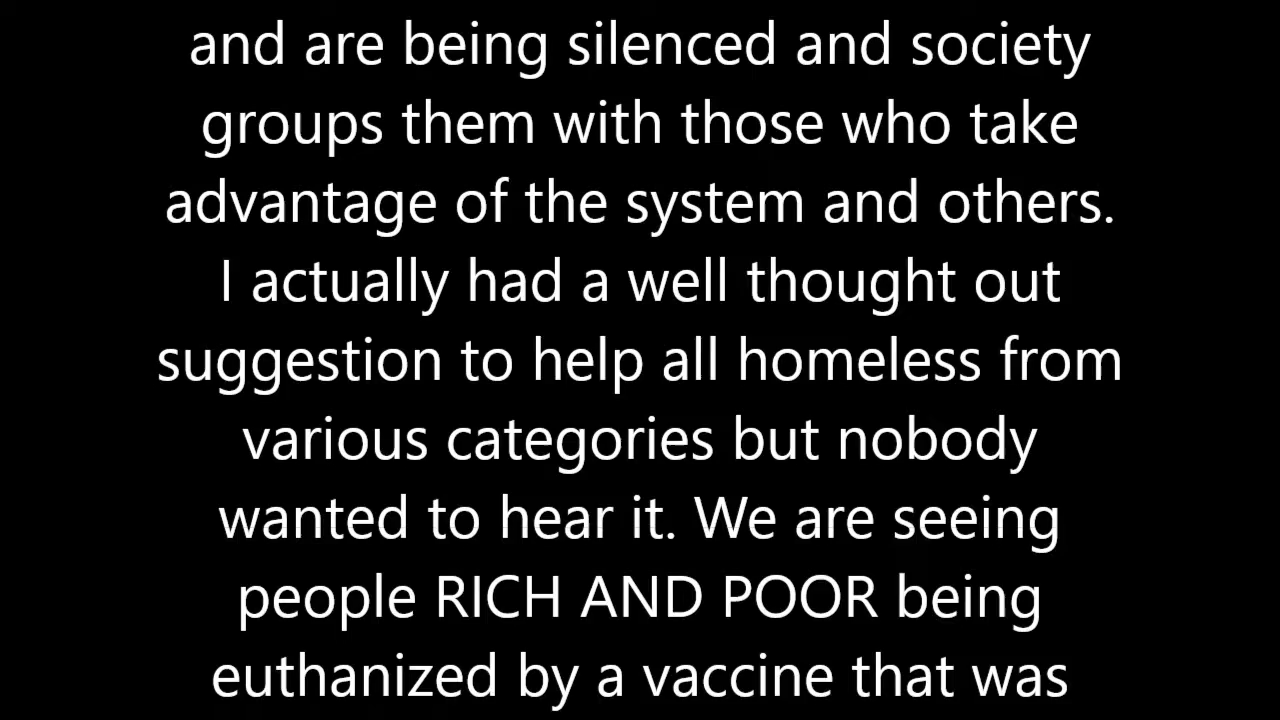 and are being silenced and society
groups them with those who take
advantage of the system and others.
I actually had a well thought out
suggestion to help all homeless from
various categories but nobody
wanted to hear it. We are seeing
people RICH AND POOR being
euthanized by a vaccine that was